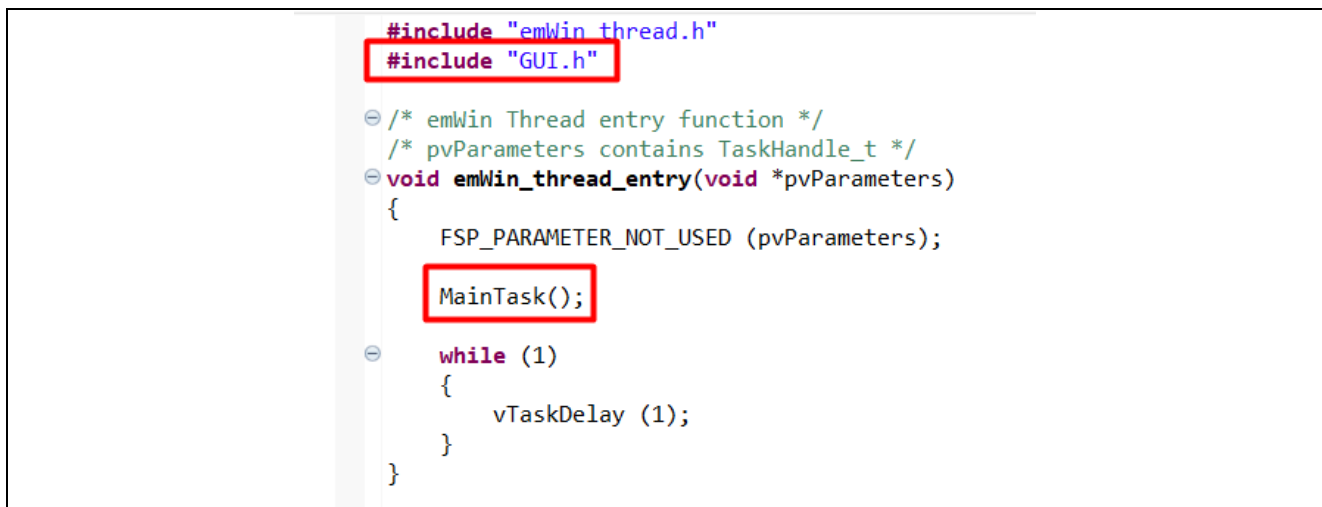 #include "emWin_thread.h"
#include "GUI.h"
/* emWin Thread entry function */
/* pvParameters contains TaskHandle_t */
void emWin_thread_entry(void *pvParameters)
{
FSP_PARAMETER_NOT_USED (pvParameters);
MainTask();
while (1)
{
vTaskDelay (1);
}
}